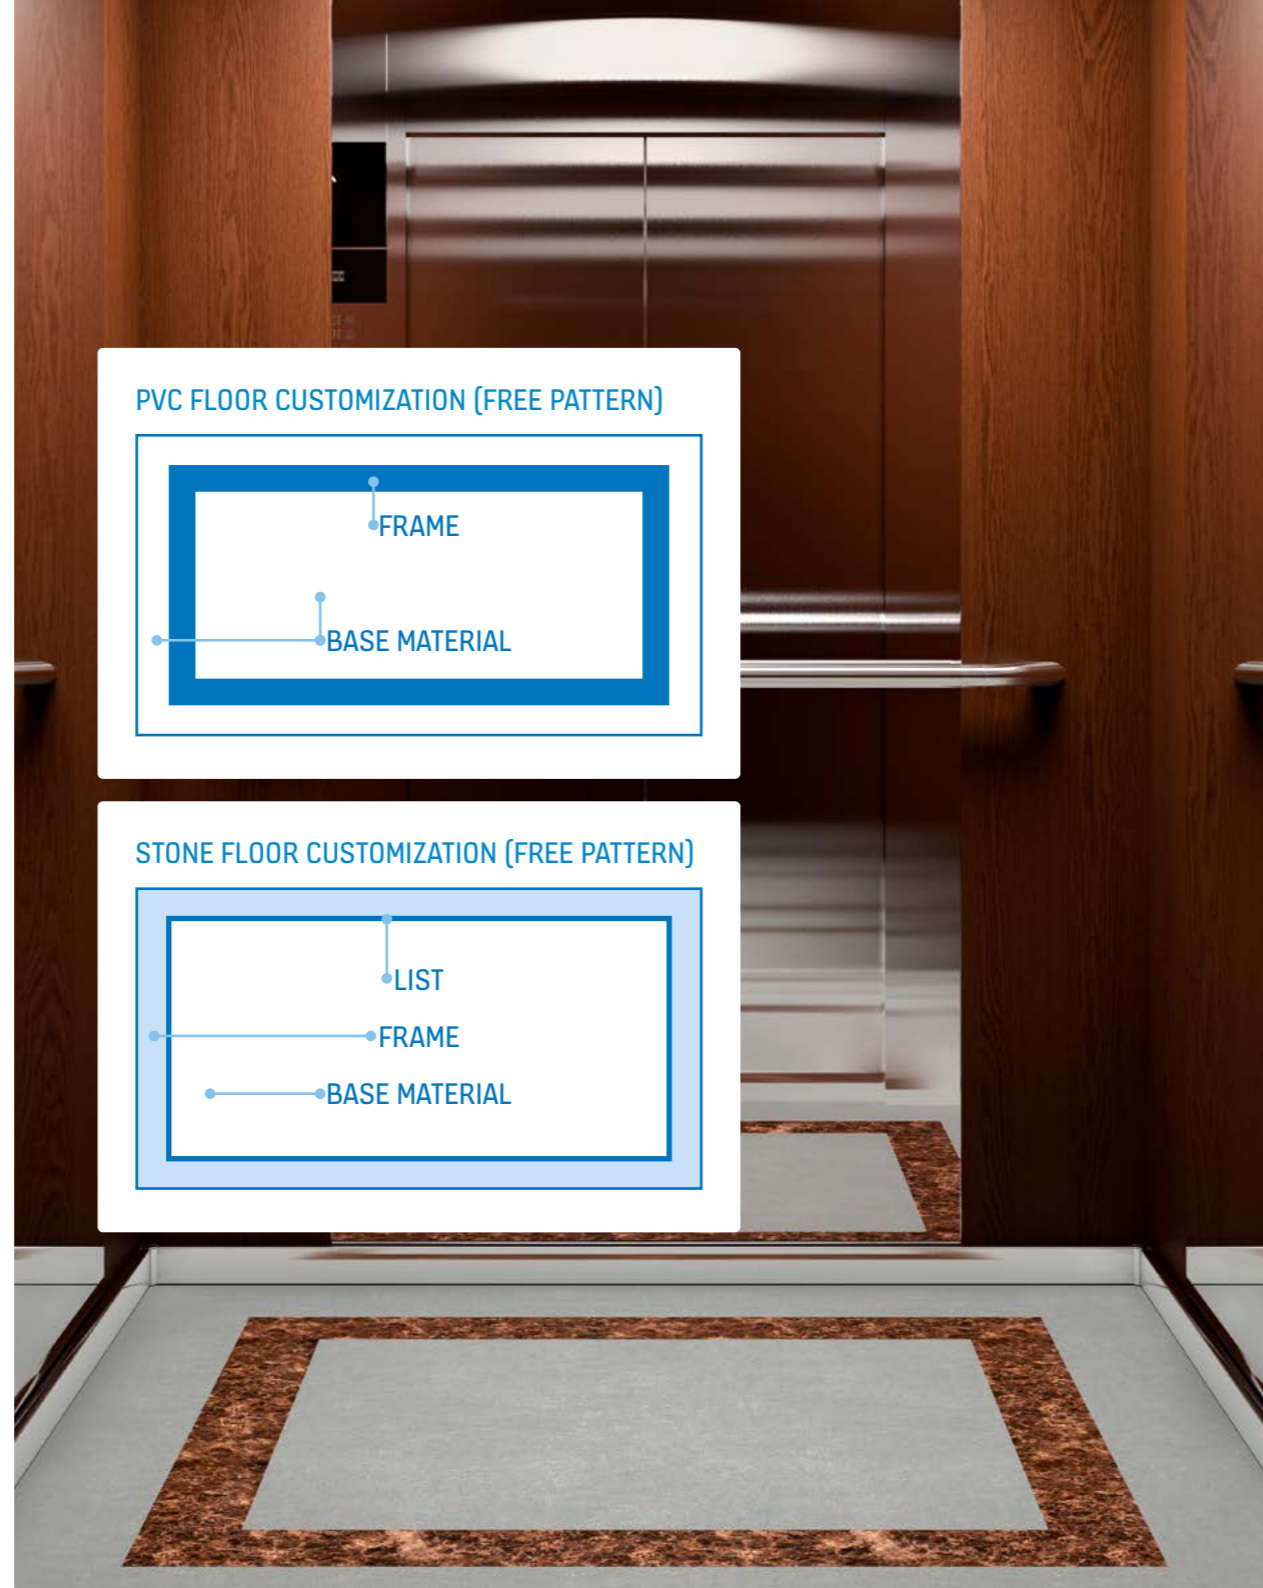 PVC FLOOR CUSTOMIZATION (FREE PATTERN)
FRAME
BASE MATERIAL
STONE FLOOR CUSTOMIZATION (FREE PATTERN)
LIST
FRAME
BASE MATERIAL